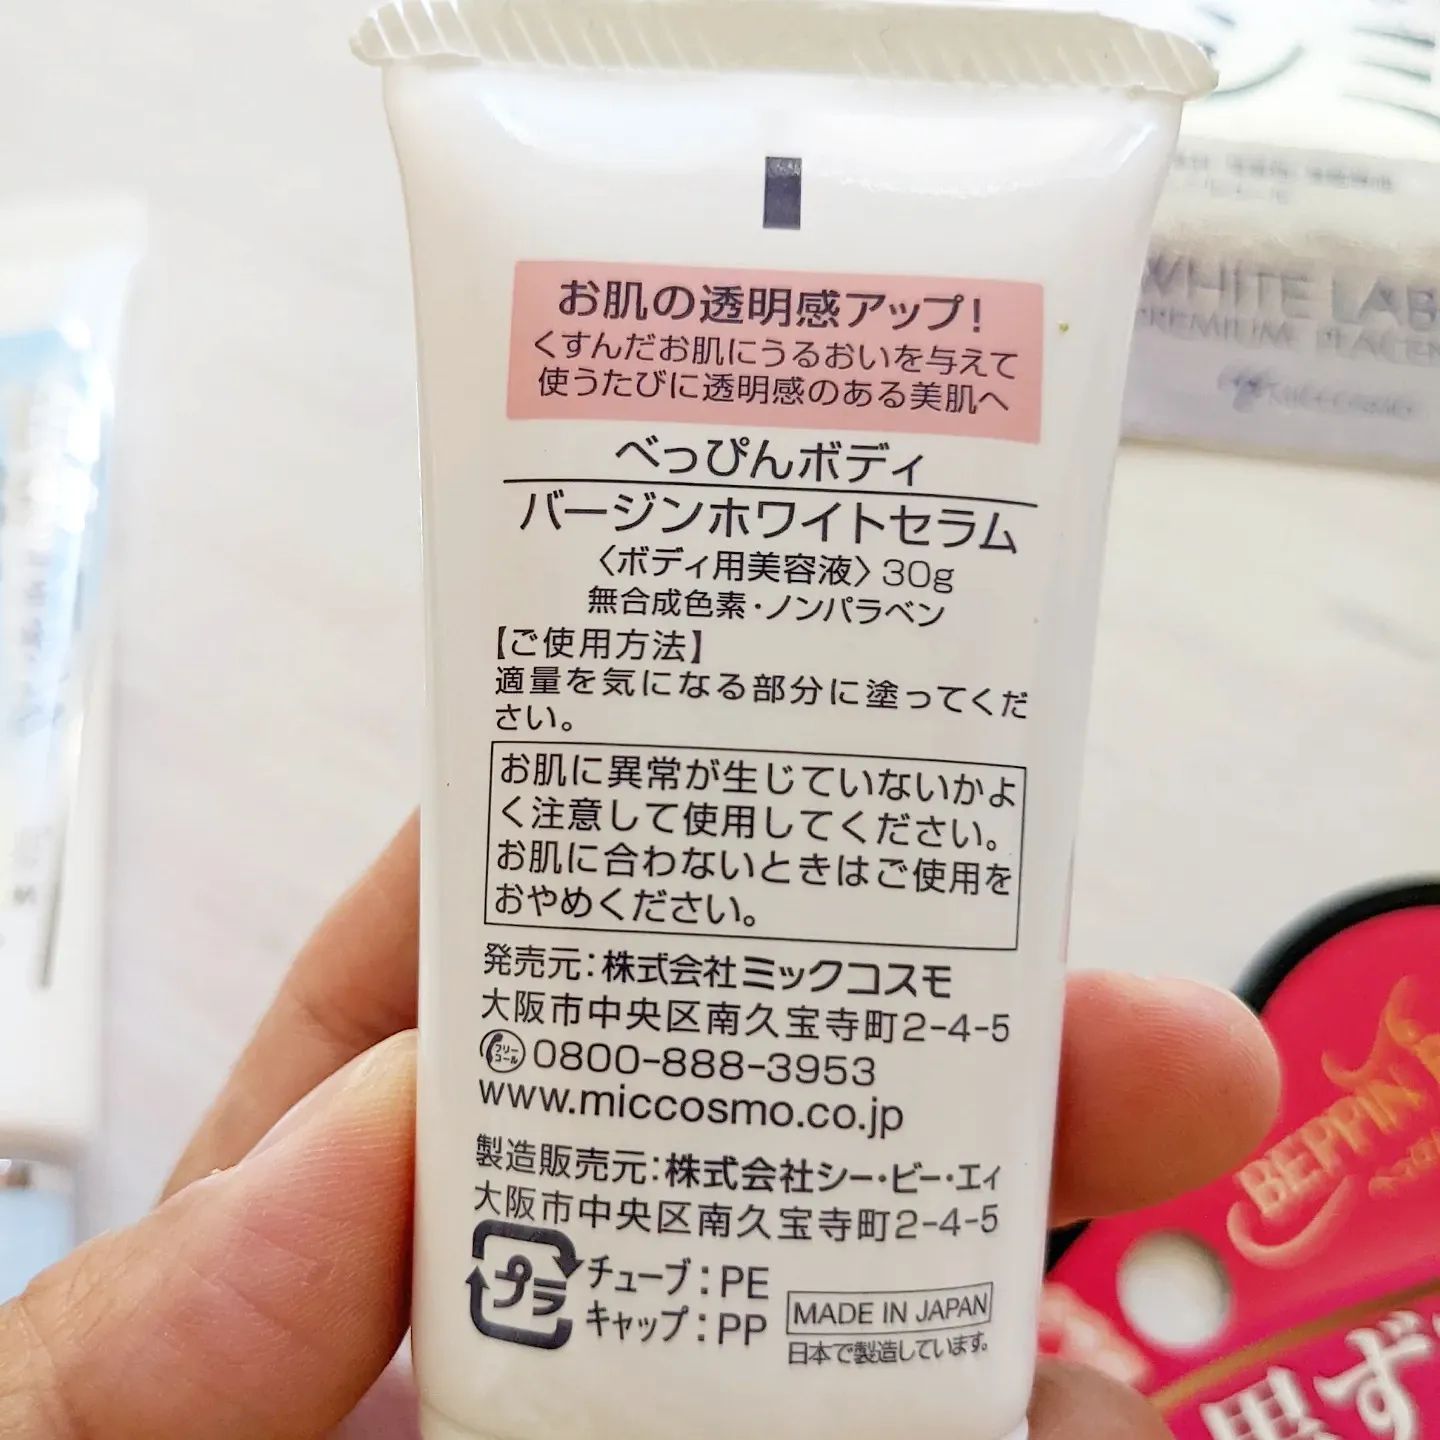 お肌の透明感アップ!
くすんだお肌にうるおいを与えて
使うたびに透明感のある美肌へ
べっぴんボディ
バージンホワイトセラム
〈ボディ用美容液〉30g
無合成色素・ノンパラベン
【ご使用方法】
適量を気になる部分に塗ってくだ
さい。
お肌に異常が生じていないかよ
く注意して使用してください。
お肌に合わないときはご使用を
おやめください。
発売元:株式会社ミックコスモ
大阪市中央区南久宝寺町2-4-5
フリーコール 0800-888-3953
www.miccosmo.co.jp
製造販売元:株式会社シー・ビー・エィ
大阪市中央区南久宝寺町2-4-5
プラ
チューブ:PE
キャップ:PP
MADE IN JAPAN
日本で製造しています。
WHITE LAB
PREMIUM PLACEN
BEPPIN
黒ず